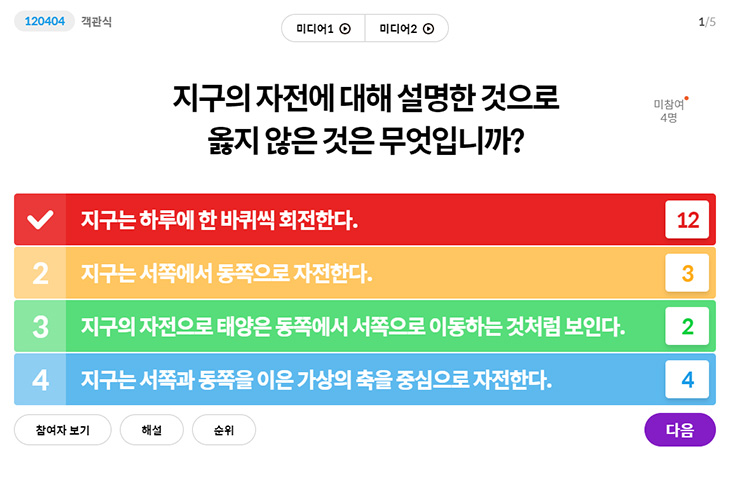 120404 객관식
미디어1 미디어2
1/5
지구의 자전에 대해 설명한 것으로
옳지 않은 것은 무엇입니까?
미참여
4명
지구는 하루에 한 바퀴씩 회전한다. 12
2 지구는 서쪽에서 동쪽으로 자전한다. 3
3 지구의 자전으로 태양은 동쪽에서 서쪽으로 이동하는 것처럼 보인다. 2
4 지구는 서쪽과 동쪽을 이은 가상의 축을 중심으로 자전한다. 4
참여자 보기 해설 순위 다음